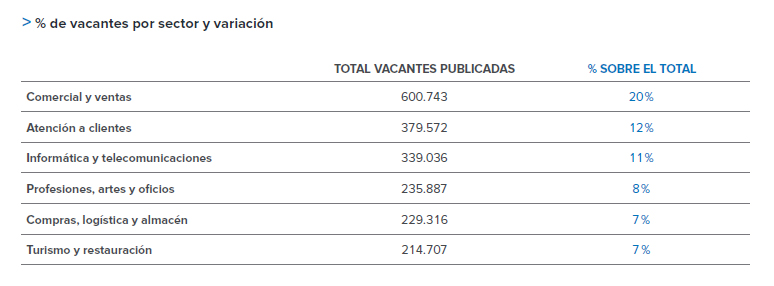 > % de vacantes por sector y variación
TOTAL VACANTES PUBLICADAS % SOBRE EL TOTAL
Comercial y ventas 600.743 20%
Atención a clientes 379.572 12%
Informática y telecomunicaciones 339.036 11%
Profesiones, artes y oficios 235.887 8%
Compras, logística y almacén 229.316 7%
Turismo y restauración 214.707 7%